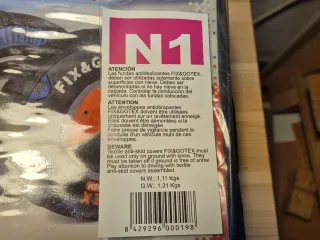 N1
FIX&GO
ATENCIÓN
Las fundas antideslizantes FIX&GOTEX,
deben ser utilizadas solamente sobre
superficies con nieve. Deben ser
desmontadas si no hay nieve en la
calzada. Controlar la conducción del
vehículo con las fundas colocadas.
ATTENTION
Les enveloppes antidérapantes
FIX&GOTEX doivent être utilisées
uniquement sur un revêtement enneigé.
Elles doivent être démontées si la
chaussée est dénéigée.
Faire preuve de vigilance pendant la
conduite d'un véhicule muni de ces
enveloppes.
BEWARE
Textile anti-skid covers FIX&GOTEX must
be used only on ground with snow. They
must be taken off if ground is free of snow.
Pay attention to driving with textile
anti-skid covers assembled.
N.W.: 1,11 Kgs
G.W.: 1,31 Kgs
8 429296 000198